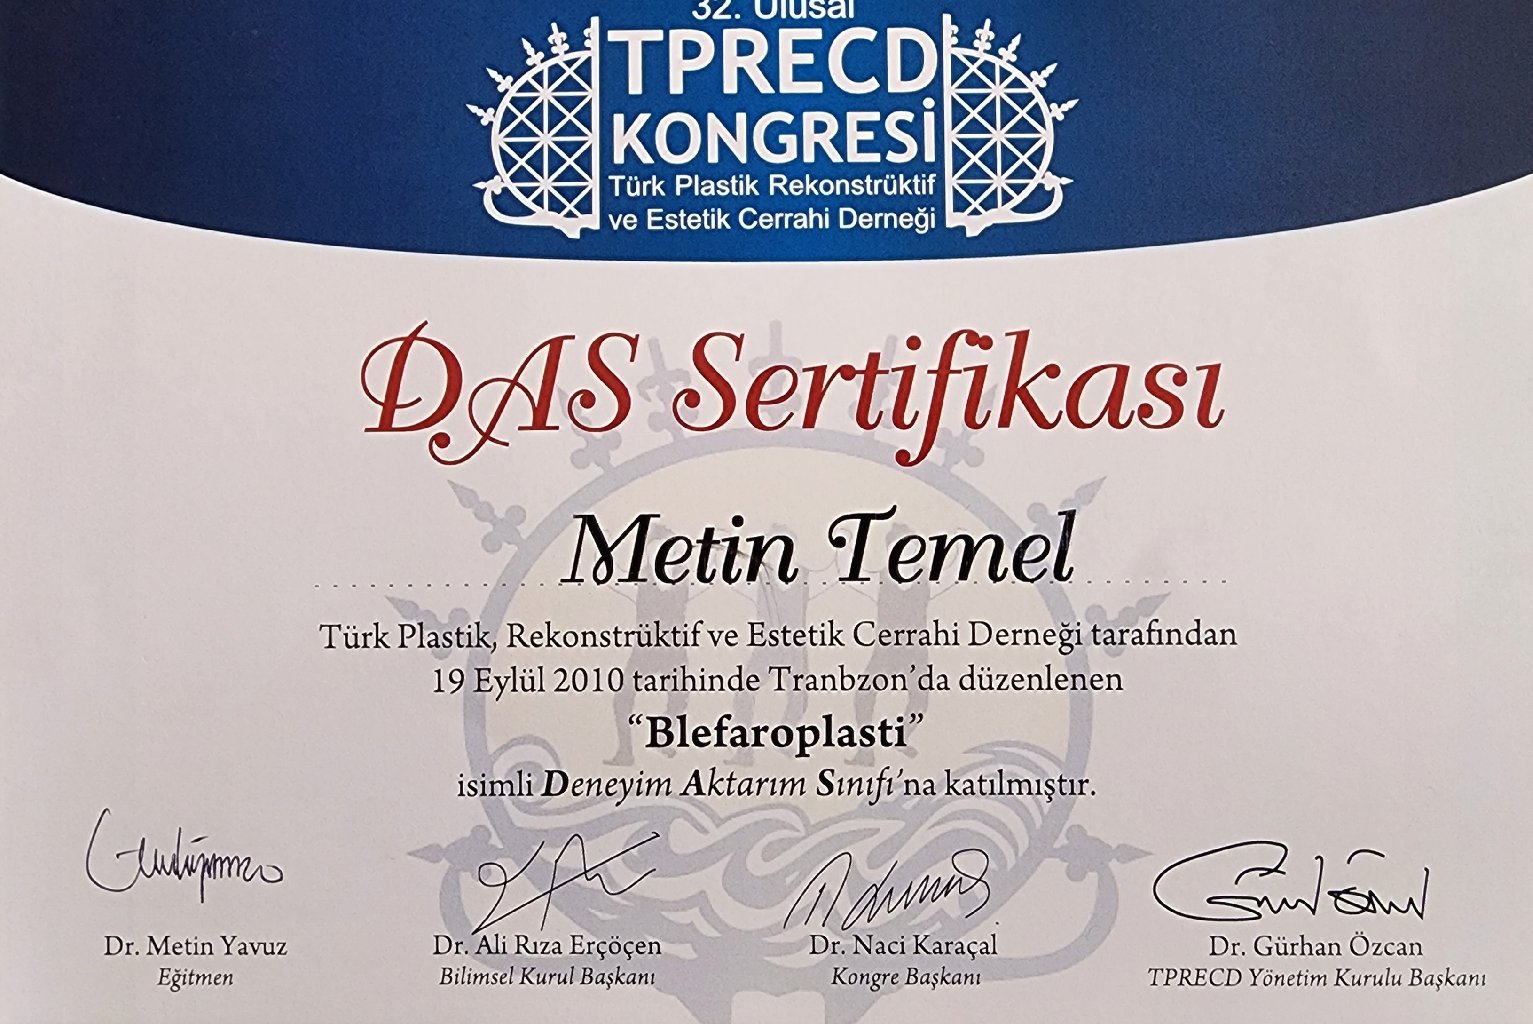 32. Ulusal
TPRECD
KONGRESİ
Türk Plastik Rekonstrüktif
ve Estetik Cerrahi Derneği
DAS Sertifikası
Metin Temel
Türk Plastik, Rekonstrüktif ve Estetik Cerrahi Derneği tarafından
19 Eylül 2010 tarihinde Tranbzon’da düzenlenen
“Blefaroplasti”
isimli Deneyim Aktarım Sınıfı’na katılmıştır.
Dr. Metin Yavuz
Eğitmen
Dr. Ali Rıza Erçöçen
Bilimsel Kurul Başkanı
Dr. Naci Karaçal
Kongre Başkanı
Dr. Gürhan Özcan
TPRECD Yönetim Kurulu Başkanı